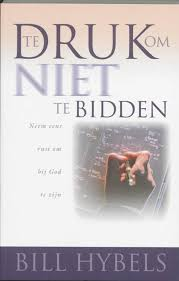 TE DRUK OM
NIET
TE BIDDEN
Neem eens
rust om
bij God
te zijn
BILL HYBELS